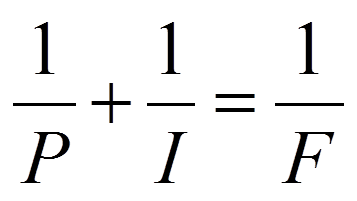 1/P + 1/I = 1/F